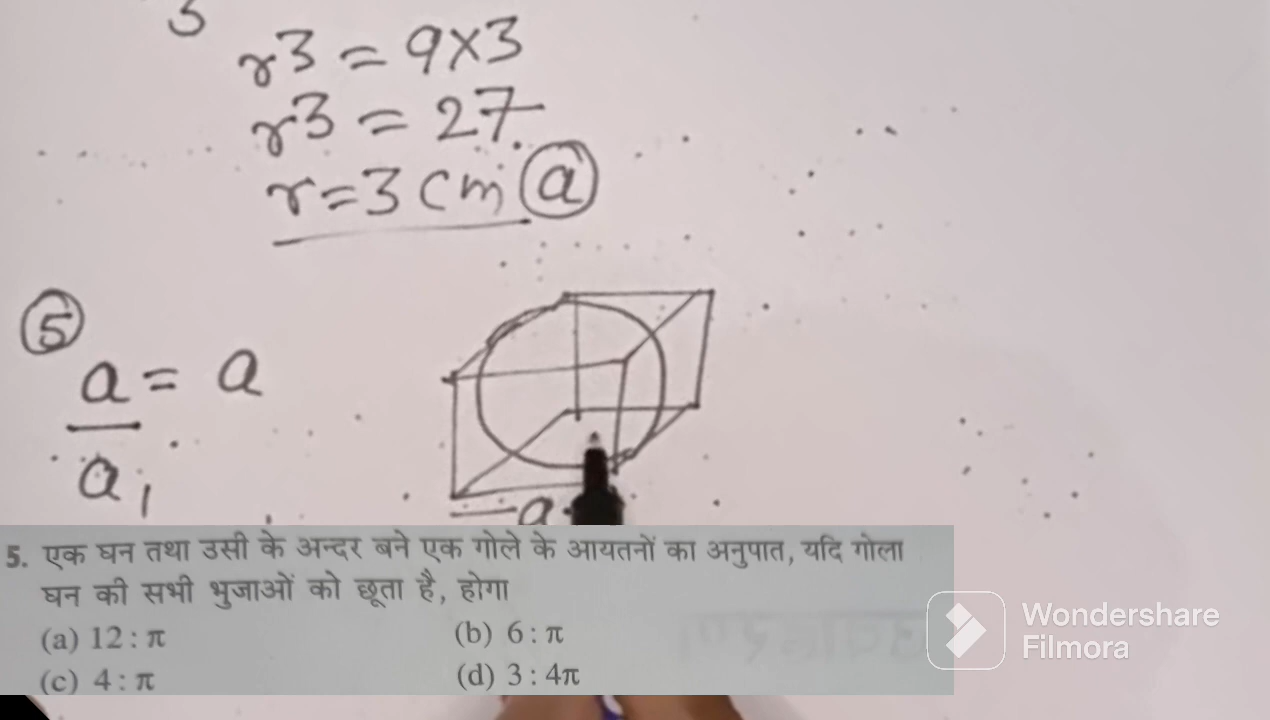 3
r3 = 9×3
r3 = 27
r=3 cm (a)
5
a = a
a1
a
5. एक घन तथा उसी के अन्दर बने एक गोले के आयतनों का अनुपात, यदि गोला
घन की सभी भुजाओं को छूता है, होगा
(a) 12 : π
(b) 6 : π
(c) 4 : π
(d) 3 : 4π
Wondershare
Filmora